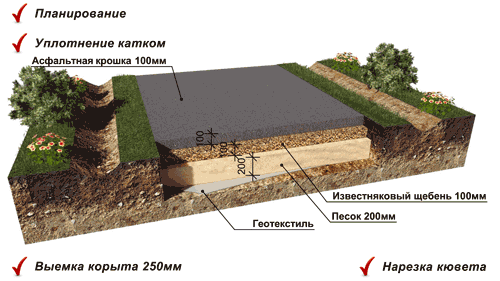 Планирование
Уплотнение катком
Асфальтная крошка 100мм
100
100
200
Известняковый щебень 100мм
Песок 200мм
Геотекстиль
Выемка корыта 250мм
Нарезка кювета